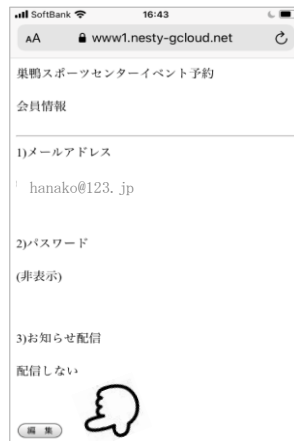 SoftBank 16:43
AA www1.nesty-gcloud.net
巣鴨スポーツセンターイベント予約
会員情報
1)メールアドレス
hanako@123.jp
2)パスワード
(非表示)
3)お知らせ配信
配信しない
編 集